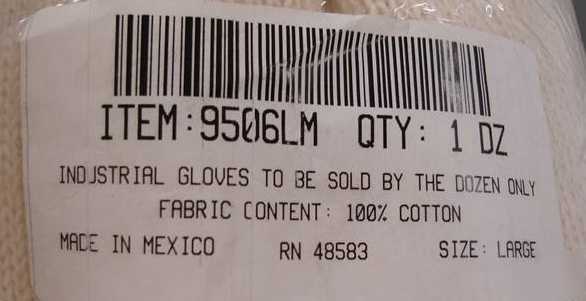 ITEM:9506LM QTY: 1 DZ
INDUSTRIAL GLOVES TO BE SOLD BY THE DOZEN ONLY
FABRIC CONTENT: 100% COTTON
MADE IN MEXICO RN 48583 SIZE: LARGE